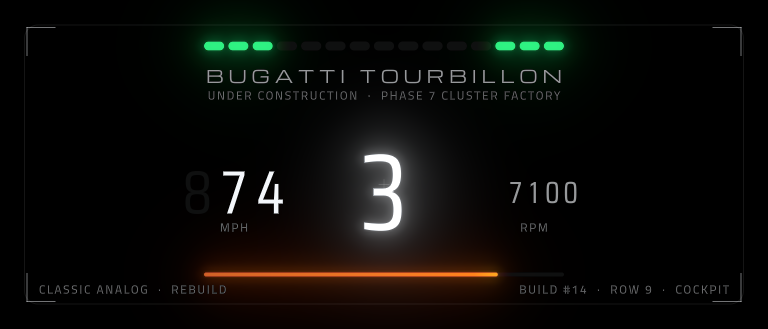 BUGATTI TOURBILLON
UNDER CONSTRUCTION · PHASE 7 CLUSTER FACTORY
74
MPH
3
7100
RPM
CLASSIC ANALOG · REBUILD
BUILD #14 · ROW 9 · COCKPIT